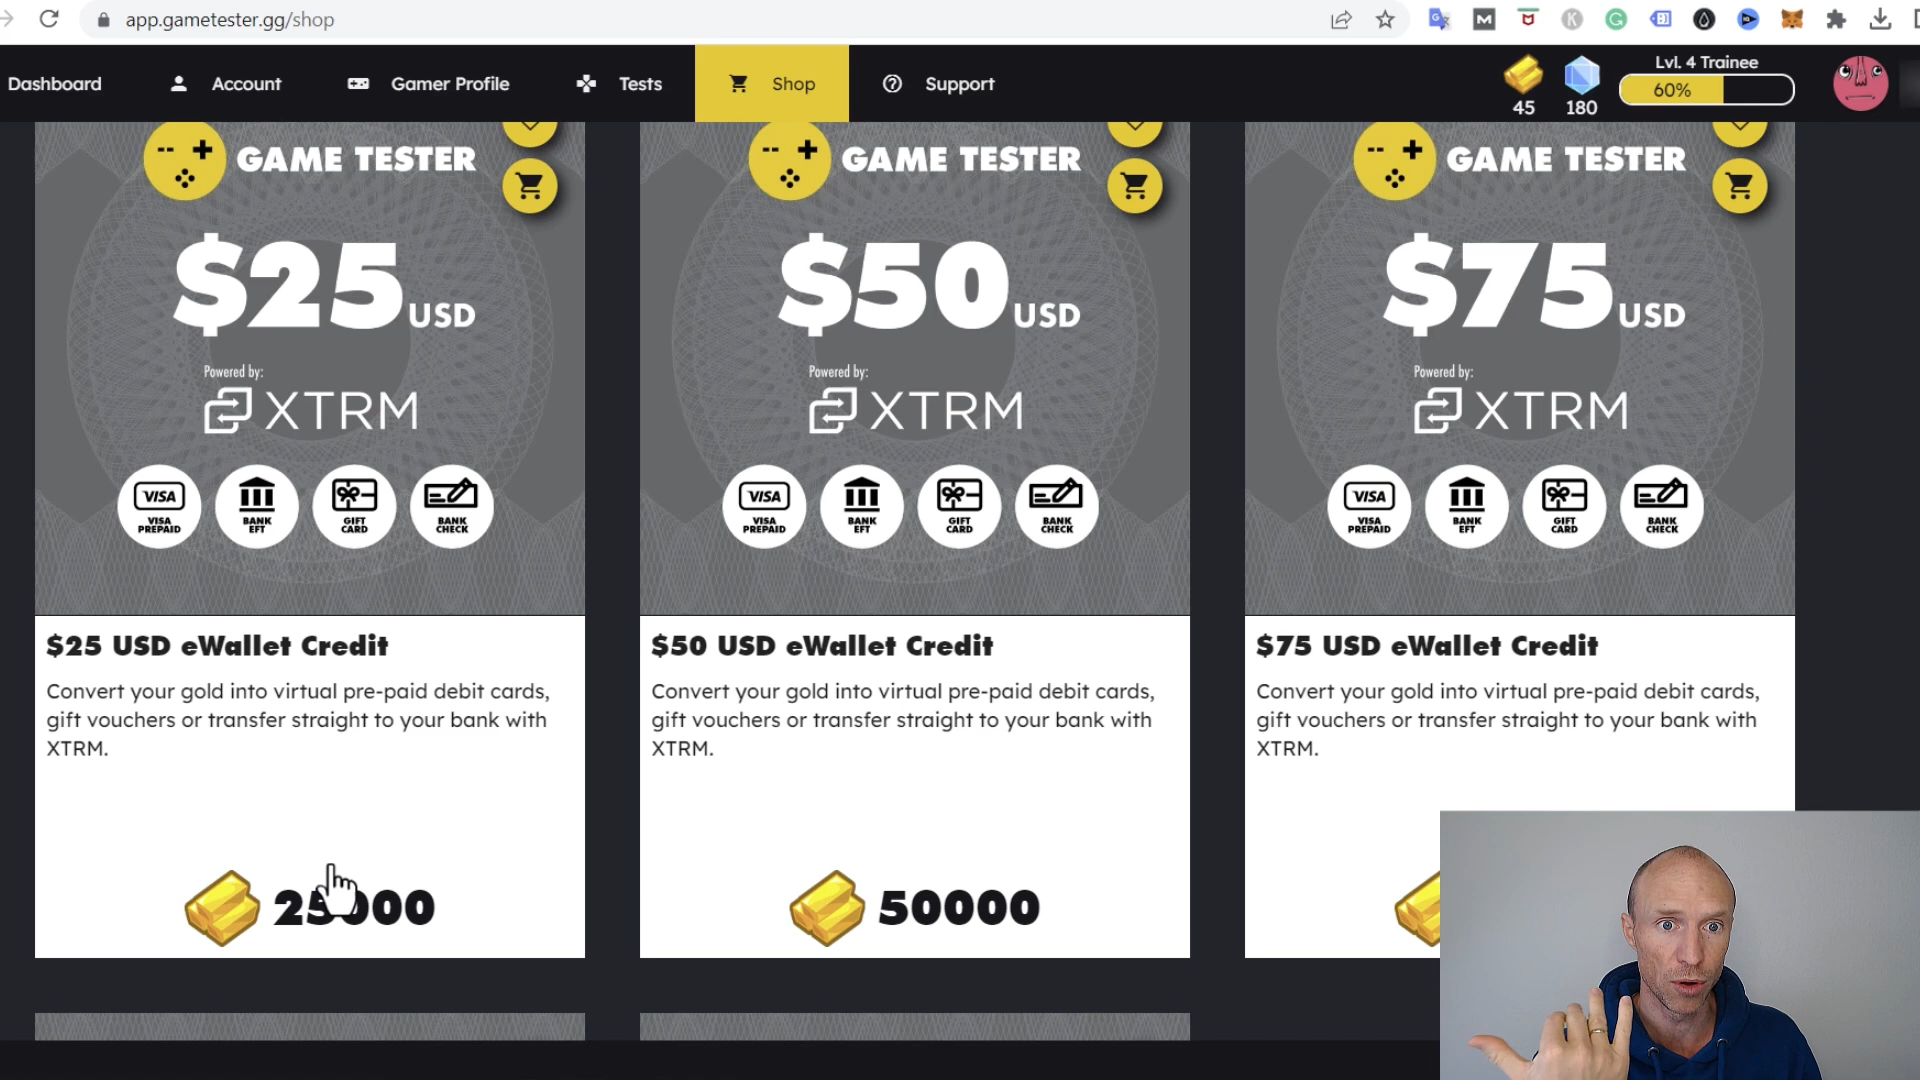 app.gametester.gg/shop
Dashboard Account Gamer Profile Tests Shop Support
45 180 Lvl. 4 Trainee 60%
GAME TESTER
$25 USD
Powered by:
XTRM
VISA VISA PREPAID
BANK EFT
GIFT CARD
BANK CHECK
$25 USD eWallet Credit
Convert your gold into virtual pre-paid debit cards,
gift vouchers or transfer straight to your bank with
XTRM.
25000
GAME TESTER
$50 USD
Powered by:
XTRM
VISA VISA PREPAID
BANK EFT
GIFT CARD
BANK CHECK
$50 USD eWallet Credit
Convert your gold into virtual pre-paid debit cards,
gift vouchers or transfer straight to your bank with
XTRM.
50000
GAME TESTER
$75 USD
Powered by:
XTRM
VISA VISA PREPAID
BANK EFT
GIFT CARD
BANK CHECK
$75 USD eWallet Credit
Convert your gold into virtual pre-paid debit cards,
gift vouchers or transfer straight to your bank with
XTRM.